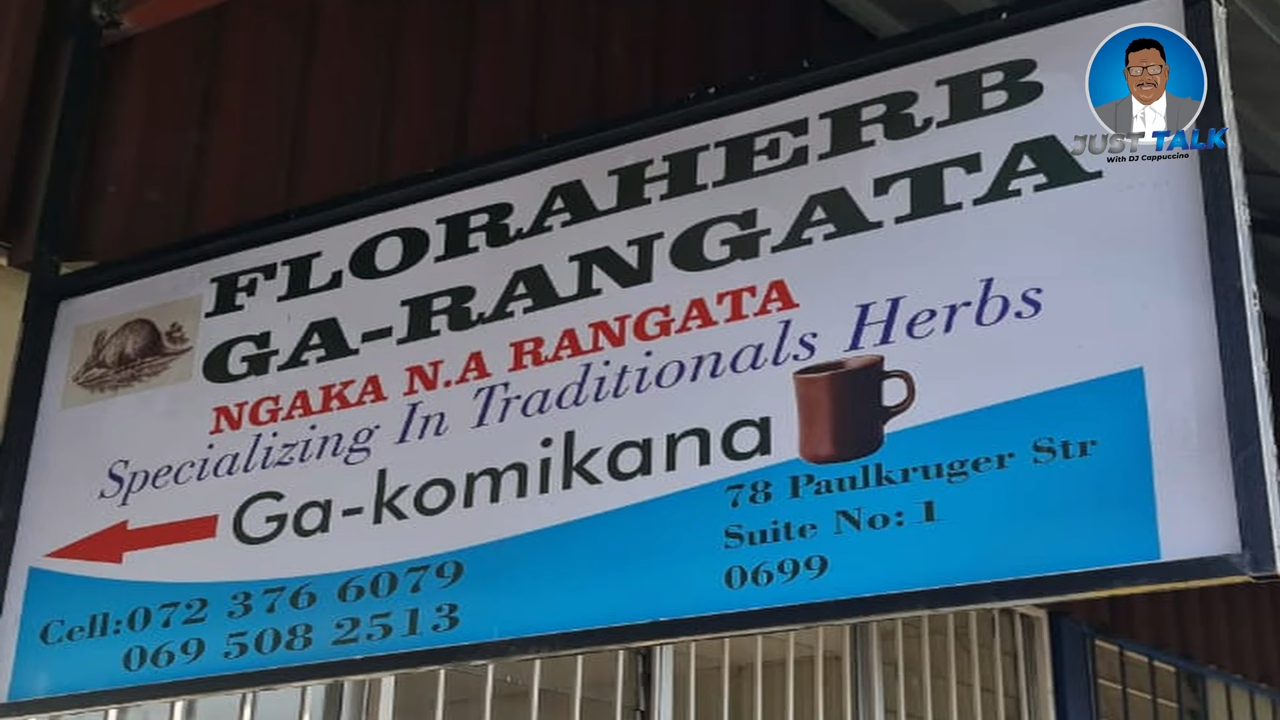 FLORAHERB
GA-RANGATA
NGAKA N.A RANGATA
Specializing In Traditionals Herbs
Ga-komikana
Cell:072 376 6079
069 508 2513
78 Paulkruger Str
Suite No: 1
0699
JUST TALK
With DJ Cappuccino